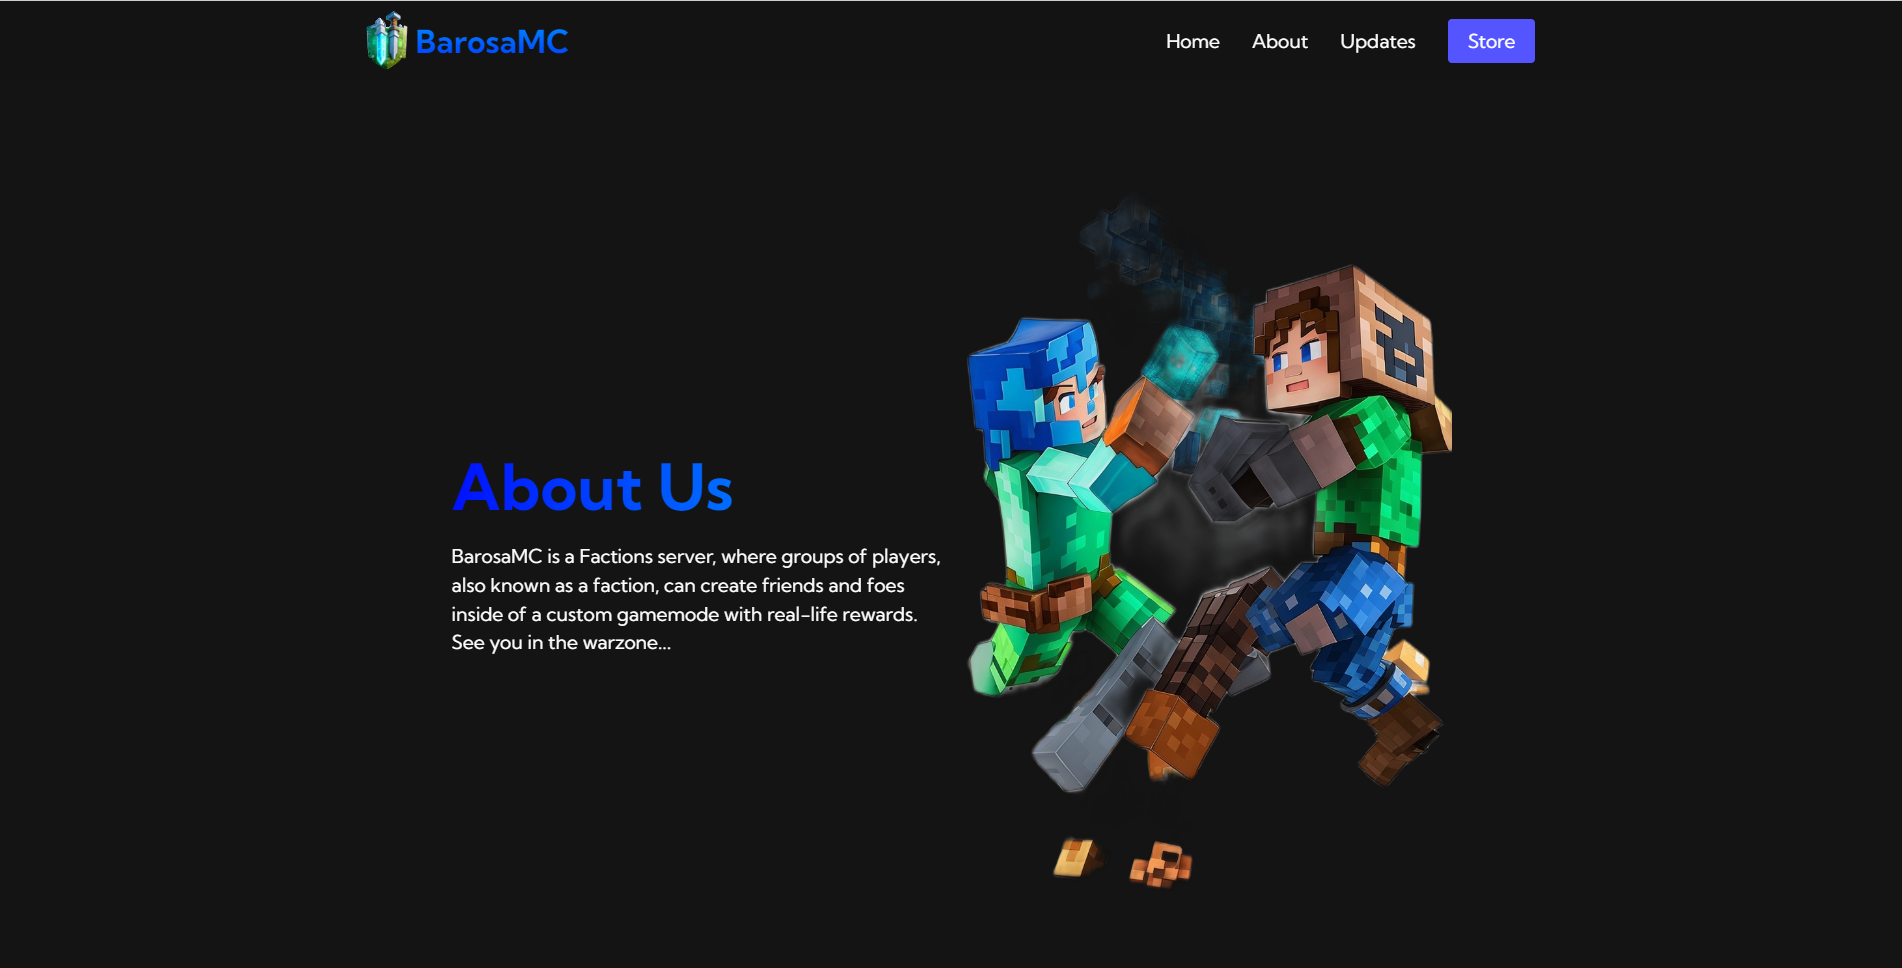 BarosaMC
Home
About
Updates
Store
About Us
BarosaMC is a Factions server, where groups of players,
also known as a faction, can create friends and foes
inside of a custom gamemode with real-life rewards.
See you in the warzone...